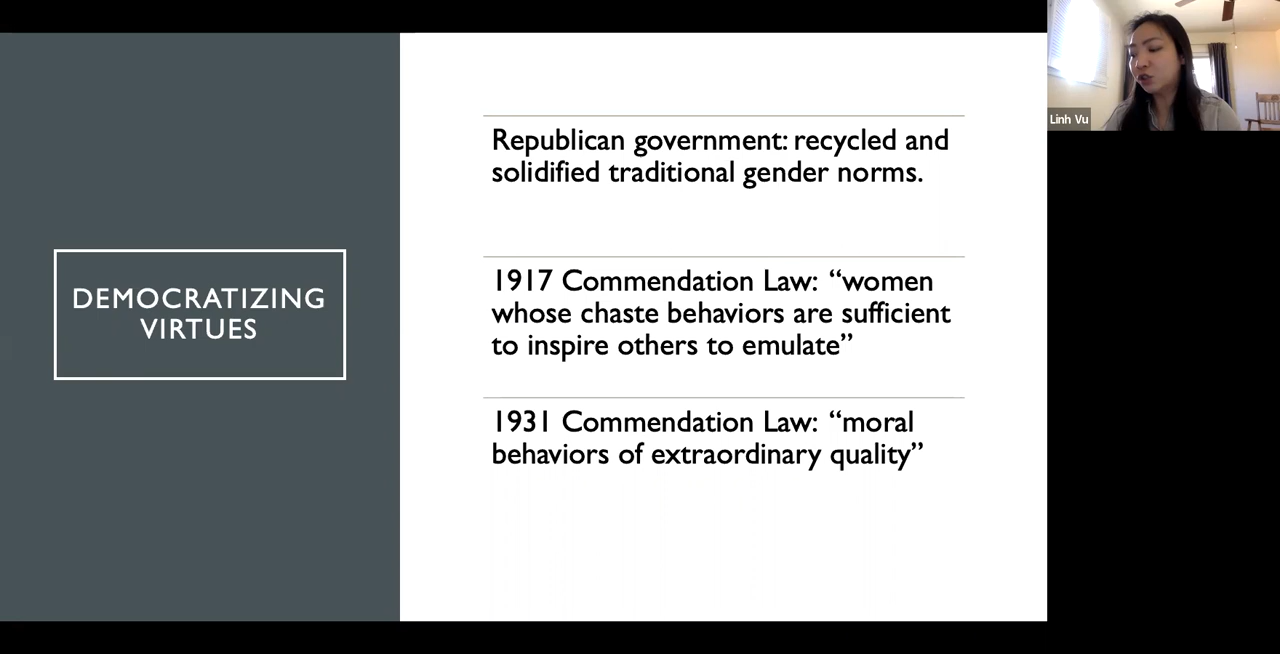 DEMOCRATIZING
VIRTUES
Republican government: recycled and
solidified traditional gender norms.
1917 Commendation Law: “women
whose chaste behaviors are sufficient
to inspire others to emulate”
1931 Commendation Law: “moral
behaviors of extraordinary quality”
Linh Vu